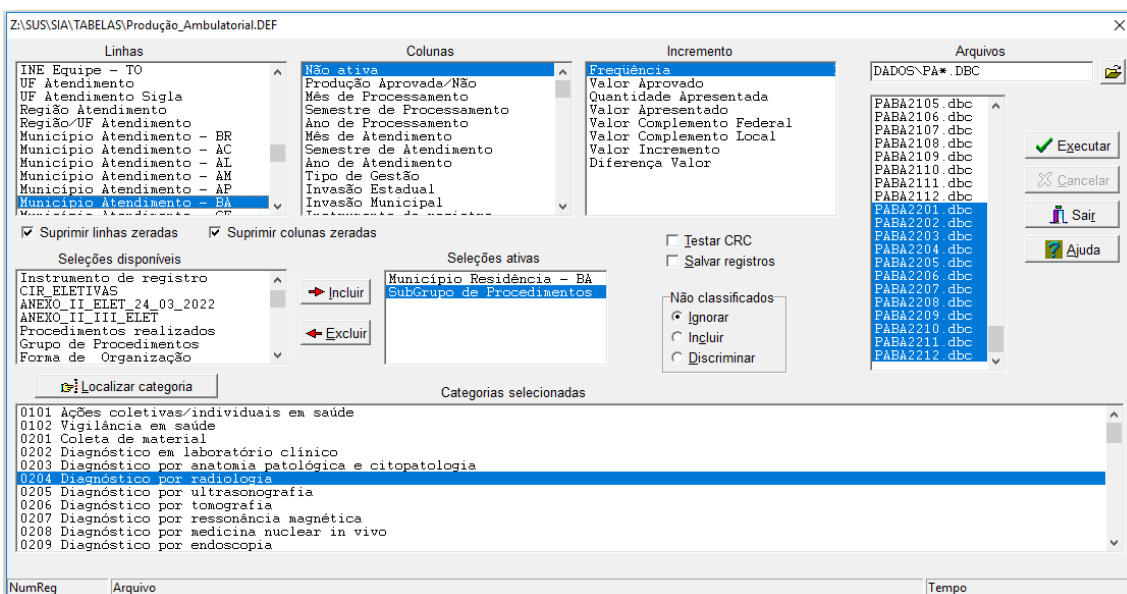 Z:\SUS\SIA\TABELAS\Produção_Ambulatorial.DEF
Linhas
Colunas
Incremento
Arquivos
INE Equipe - TO
UF Atendimento
UF Atendimento Sigla
Região Atendimento
Região/UF Atendimento
Município Atendimento - BR
Município Atendimento - AC
Município Atendimento - AL
Município Atendimento - AM
Município Atendimento - AP
Município Atendimento - BA
Município Atendimento - CE
Não ativa
Produção Aprovada/Não
Mês de Processamento
Semestre de Processamento
Ano de Processamento
Mês de Atendimento
Semestre de Atendimento
Ano de Atendimento
Tipo de Gestão
Invasão Estadual
Invasão Municipal
Instrumento de registro
Freqüência
Valor Aprovado
Quantidade Apresentada
Valor Apresentado
Valor Complemento Federal
Valor Complemento Local
Valor Incremento
Diferença Valor
DADOS\PA*.DBC
PABA2105.dbc
PABA2106.dbc
PABA2107.dbc
PABA2108.dbc
PABA2109.dbc
PABA2110.dbc
PABA2111.dbc
PABA2112.dbc
PABA2201.dbc
PABA2202.dbc
PABA2203.dbc
PABA2204.dbc
PABA2205.dbc
PABA2206.dbc
PABA2207.dbc
PABA2208.dbc
PABA2209.dbc
PABA2210.dbc
PABA2211.dbc
PABA2212.dbc
Executar
Cancelar
Sair
Ajuda
Suprimir linhas zeradas
Suprimir colunas zeradas
Testar CRC
Salvar registros
Seleções disponíveis
Seleções ativas
Instrumento de registro
CIR_ELETIVAS
ANEXO_II_ELET_24_03_2022
ANEXO_II_III_ELET
Procedimentos realizados
Grupo de Procedimentos
Forma de Organização
Incluir
Excluir
Município Residência - BA
SubGrupo de Procedimentos
Não classificados
Ignorar
Incluir
Discriminar
Localizar categoria
Categorias selecionadas
0101 Ações coletivas/individuais em saúde
0102 Vigilância em saúde
0201 Coleta de material
0202 Diagnóstico em laboratório clínico
0203 Diagnóstico por anatomia patológica e citopatologia
0204 Diagnóstico por radiologia
0205 Diagnóstico por ultrasonografia
0206 Diagnóstico por tomografia
0207 Diagnóstico por ressonância magnética
0208 Diagnóstico por medicina nuclear in vivo
0209 Diagnóstico por endoscopia
NumReg
Arquivo
Tempo